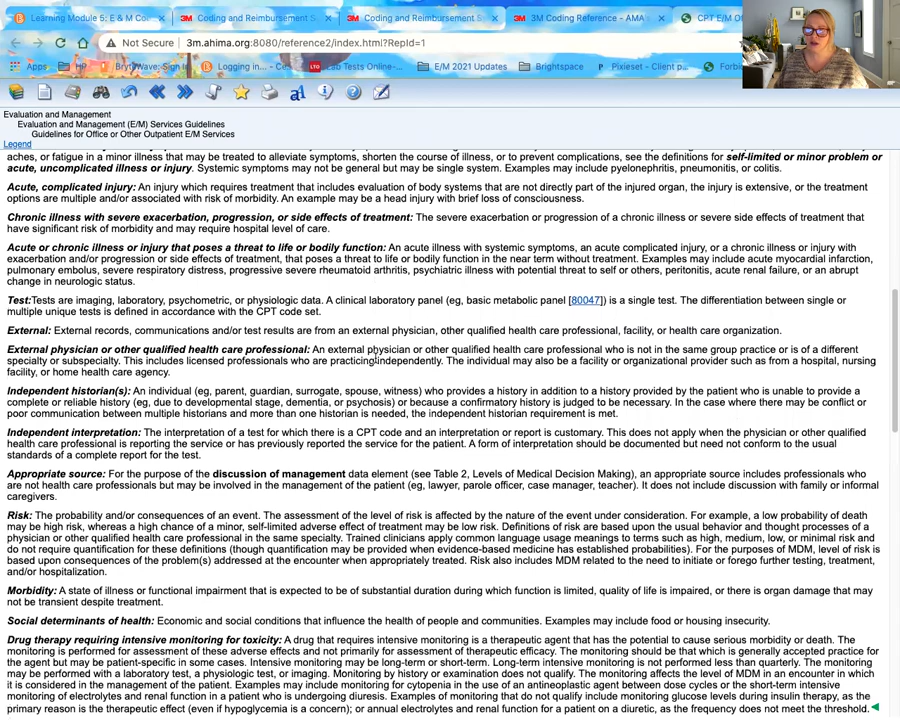 Learning Module 5: E & M Co
Coding and Reimbursement S
Coding and Reimbursement S
3M Coding Reference - AMA's
CPT E/M Of
Not Secure | 3m.ahima.org:8080/reference2/index.html?RepId=1
Apps
HP
Logging in... - Ce
Lab Tests Online-...
E/M 2021 Updates
Brightspace
Pixieset - Client p...
Evaluation and Management
Evaluation and Management (E/M) Services Guidelines
Guidelines for Office or Other Outpatient E/M Services
Legend
aches, or fatigue in a minor illness that may be treated to alleviate symptoms, shorten the course of illness, or to prevent complications, see the definitions for self-limited or minor problem or
acute, uncomplicated illness or injury. Systemic symptoms may not be general but may be single system. Examples may include pyelonephritis, pneumonitis, or colitis.
Acute, complicated injury: An injury which requires treatment that includes evaluation of body systems that are not directly part of the injured organ, the injury is extensive, or the treatment
options are multiple and/or associated with risk of morbidity. An example may be a head injury with brief loss of consciousness.
Chronic illness with severe exacerbation, progression, or side effects of treatment: The severe exacerbation or progression of a chronic illness or severe side effects of treatment that
have significant risk of morbidity and may require hospital level of care.
Acute or chronic illness or injury that poses a threat to life or bodily function: An acute illness with systemic symptoms, an acute complicated injury, or a chronic illness or injury with
exacerbation and/or progression or side effects of treatment, that poses a threat to life or bodily function in the near term without treatment. Examples may include acute myocardial infarction,
pulmonary embolus, severe respiratory distress, progressive severe rheumatoid arthritis, psychiatric illness with potential threat to self or others, peritonitis, acute renal failure, or an abrupt
change in neurologic status.
Test:Tests are imaging, laboratory, psychometric, or physiologic data. A clinical laboratory panel (eg, basic metabolic panel [80047]) is a single test. The differentiation between single or
multiple unique tests is defined in accordance with the CPT code set.
External: External records, communications and/or test results are from an external physician, other qualified health care professional, facility, or health care organization.
External physician or other qualified health care professional: An external physician or other qualified health care professional who is not in the same group practice or is of a different
specialty or subspecialty. This includes licensed professionals who are practicing independently. The individual may also be a facility or organizational provider such as from a hospital, nursing
facility, or home health care agency.
Independent historian(s): An individual (eg, parent, guardian, surrogate, spouse, witness) who provides a history in addition to a history provided by the patient who is unable to provide a
complete or reliable history (eg, due to developmental stage, dementia, or psychosis) or because a confirmatory history is judged to be necessary. In the case where there may be conflict or
poor communication between multiple historians and more than one historian is needed, the independent historian requirement is met.
Independent interpretation: The interpretation of a test for which there is a CPT code and an interpretation or report is customary. This does not apply when the physician or other qualified
health care professional is reporting the service or has previously reported the service for the patient. A form of interpretation should be documented but need not conform to the usual
standards of a complete report for the test.
Appropriate source: For the purpose of the discussion of management data element (see Table 2, Levels of Medical Decision Making), an appropriate source includes professionals who
are not health care professionals but may be involved in the management of the patient (eg, lawyer, parole officer, case manager, teacher). It does not include discussion with family or informal
caregivers.
Risk: The probability and/or consequences of an event. The assessment of the level of risk is affected by the nature of the event under consideration. For example, a low probability of death
may be high risk, whereas a high chance of a minor, self-limited adverse effect of treatment may be low risk. Definitions of risk are based upon the usual behavior and thought processes of a
physician or other qualified health care professional in the same specialty. Trained clinicians apply common language usage meanings to terms such as high, medium, low, or minimal risk and
do not require quantification for these definitions (though quantification may be provided when evidence-based medicine has established probabilities). For the purposes of MDM, level of risk is
based upon consequences of the problem(s) addressed at the encounter when appropriately treated. Risk also includes MDM related to the need to initiate or forego further testing, treatment,
and/or hospitalization.
Morbidity: A state of illness or functional impairment that is expected to be of substantial duration during which function is limited, quality of life is impaired, or there is organ damage that may
not be transient despite treatment.
Social determinants of health: Economic and social conditions that influence the health of people and communities. Examples may include food or housing insecurity.
Drug therapy requiring intensive monitoring for toxicity: A drug that requires intensive monitoring is a therapeutic agent that has the potential to cause serious morbidity or death. The
monitoring is performed for assessment of these adverse effects and not primarily for assessment of therapeutic efficacy. The monitoring should be that which is generally accepted practice for
the agent but may be patient-specific in some cases. Intensive monitoring may be long-term or short-term. Long-term intensive monitoring is not performed less than quarterly. The monitoring
may be performed with a laboratory test, a physiologic test, or imaging. Monitoring by history or examination does not qualify. The monitoring affects the level of MDM in an encounter in which
it is considered in the management of the patient. Examples may include monitoring for cytopenia in the use of an antineoplastic agent between dose cycles or the short-term intensive
monitoring of electrolytes and renal function in a patient who is undergoing diuresis. Examples of monitoring that do not qualify include monitoring glucose levels during insulin therapy, as the
primary reason is the therapeutic effect (even if hypoglycemia is a concern); or annual electrolytes and renal function for a patient on a diuretic, as the frequency does not meet the threshold.